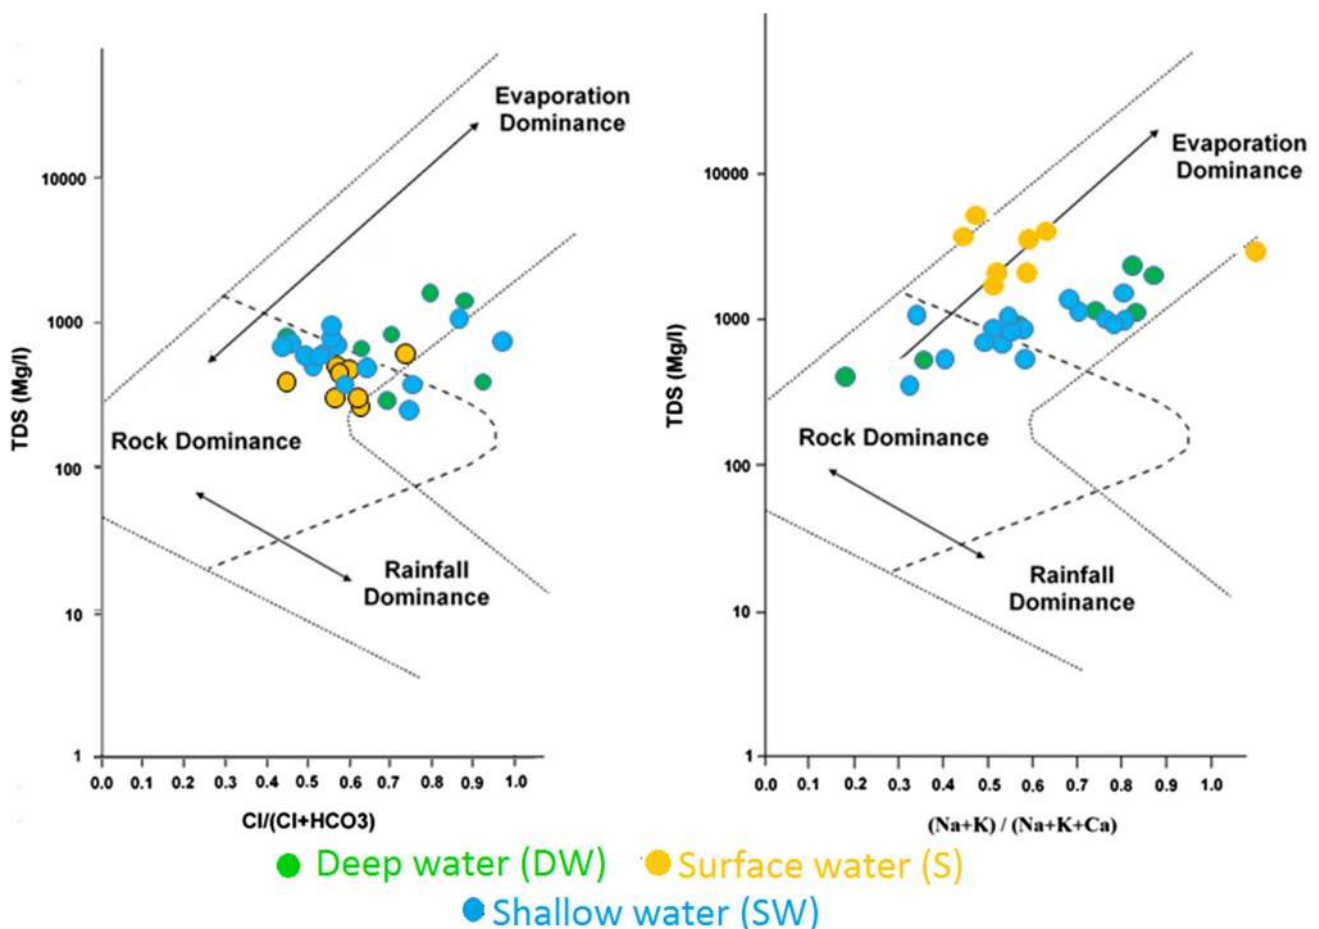 Evaporation
Dominance
10000
1000
100
10
1
TDS (Mg/l)
Rock Dominance
Rainfall
Dominance
0.0 0.1 0.2 0.3 0.4 0.5 0.6 0.7 0.8 0.9 1.0
Cl/(Cl+HCO3)
Evaporation
Dominance
10000
1000
100
10
1
TDS (Mg/l)
Rock Dominance
Rainfall
Dominance
0.0 0.1 0.2 0.3 0.4 0.5 0.6 0.7 0.8 0.9 1.0
(Na+K) / (Na+K+Ca)
Deep water (DW)
Surface water (S)
Shallow water (SW)